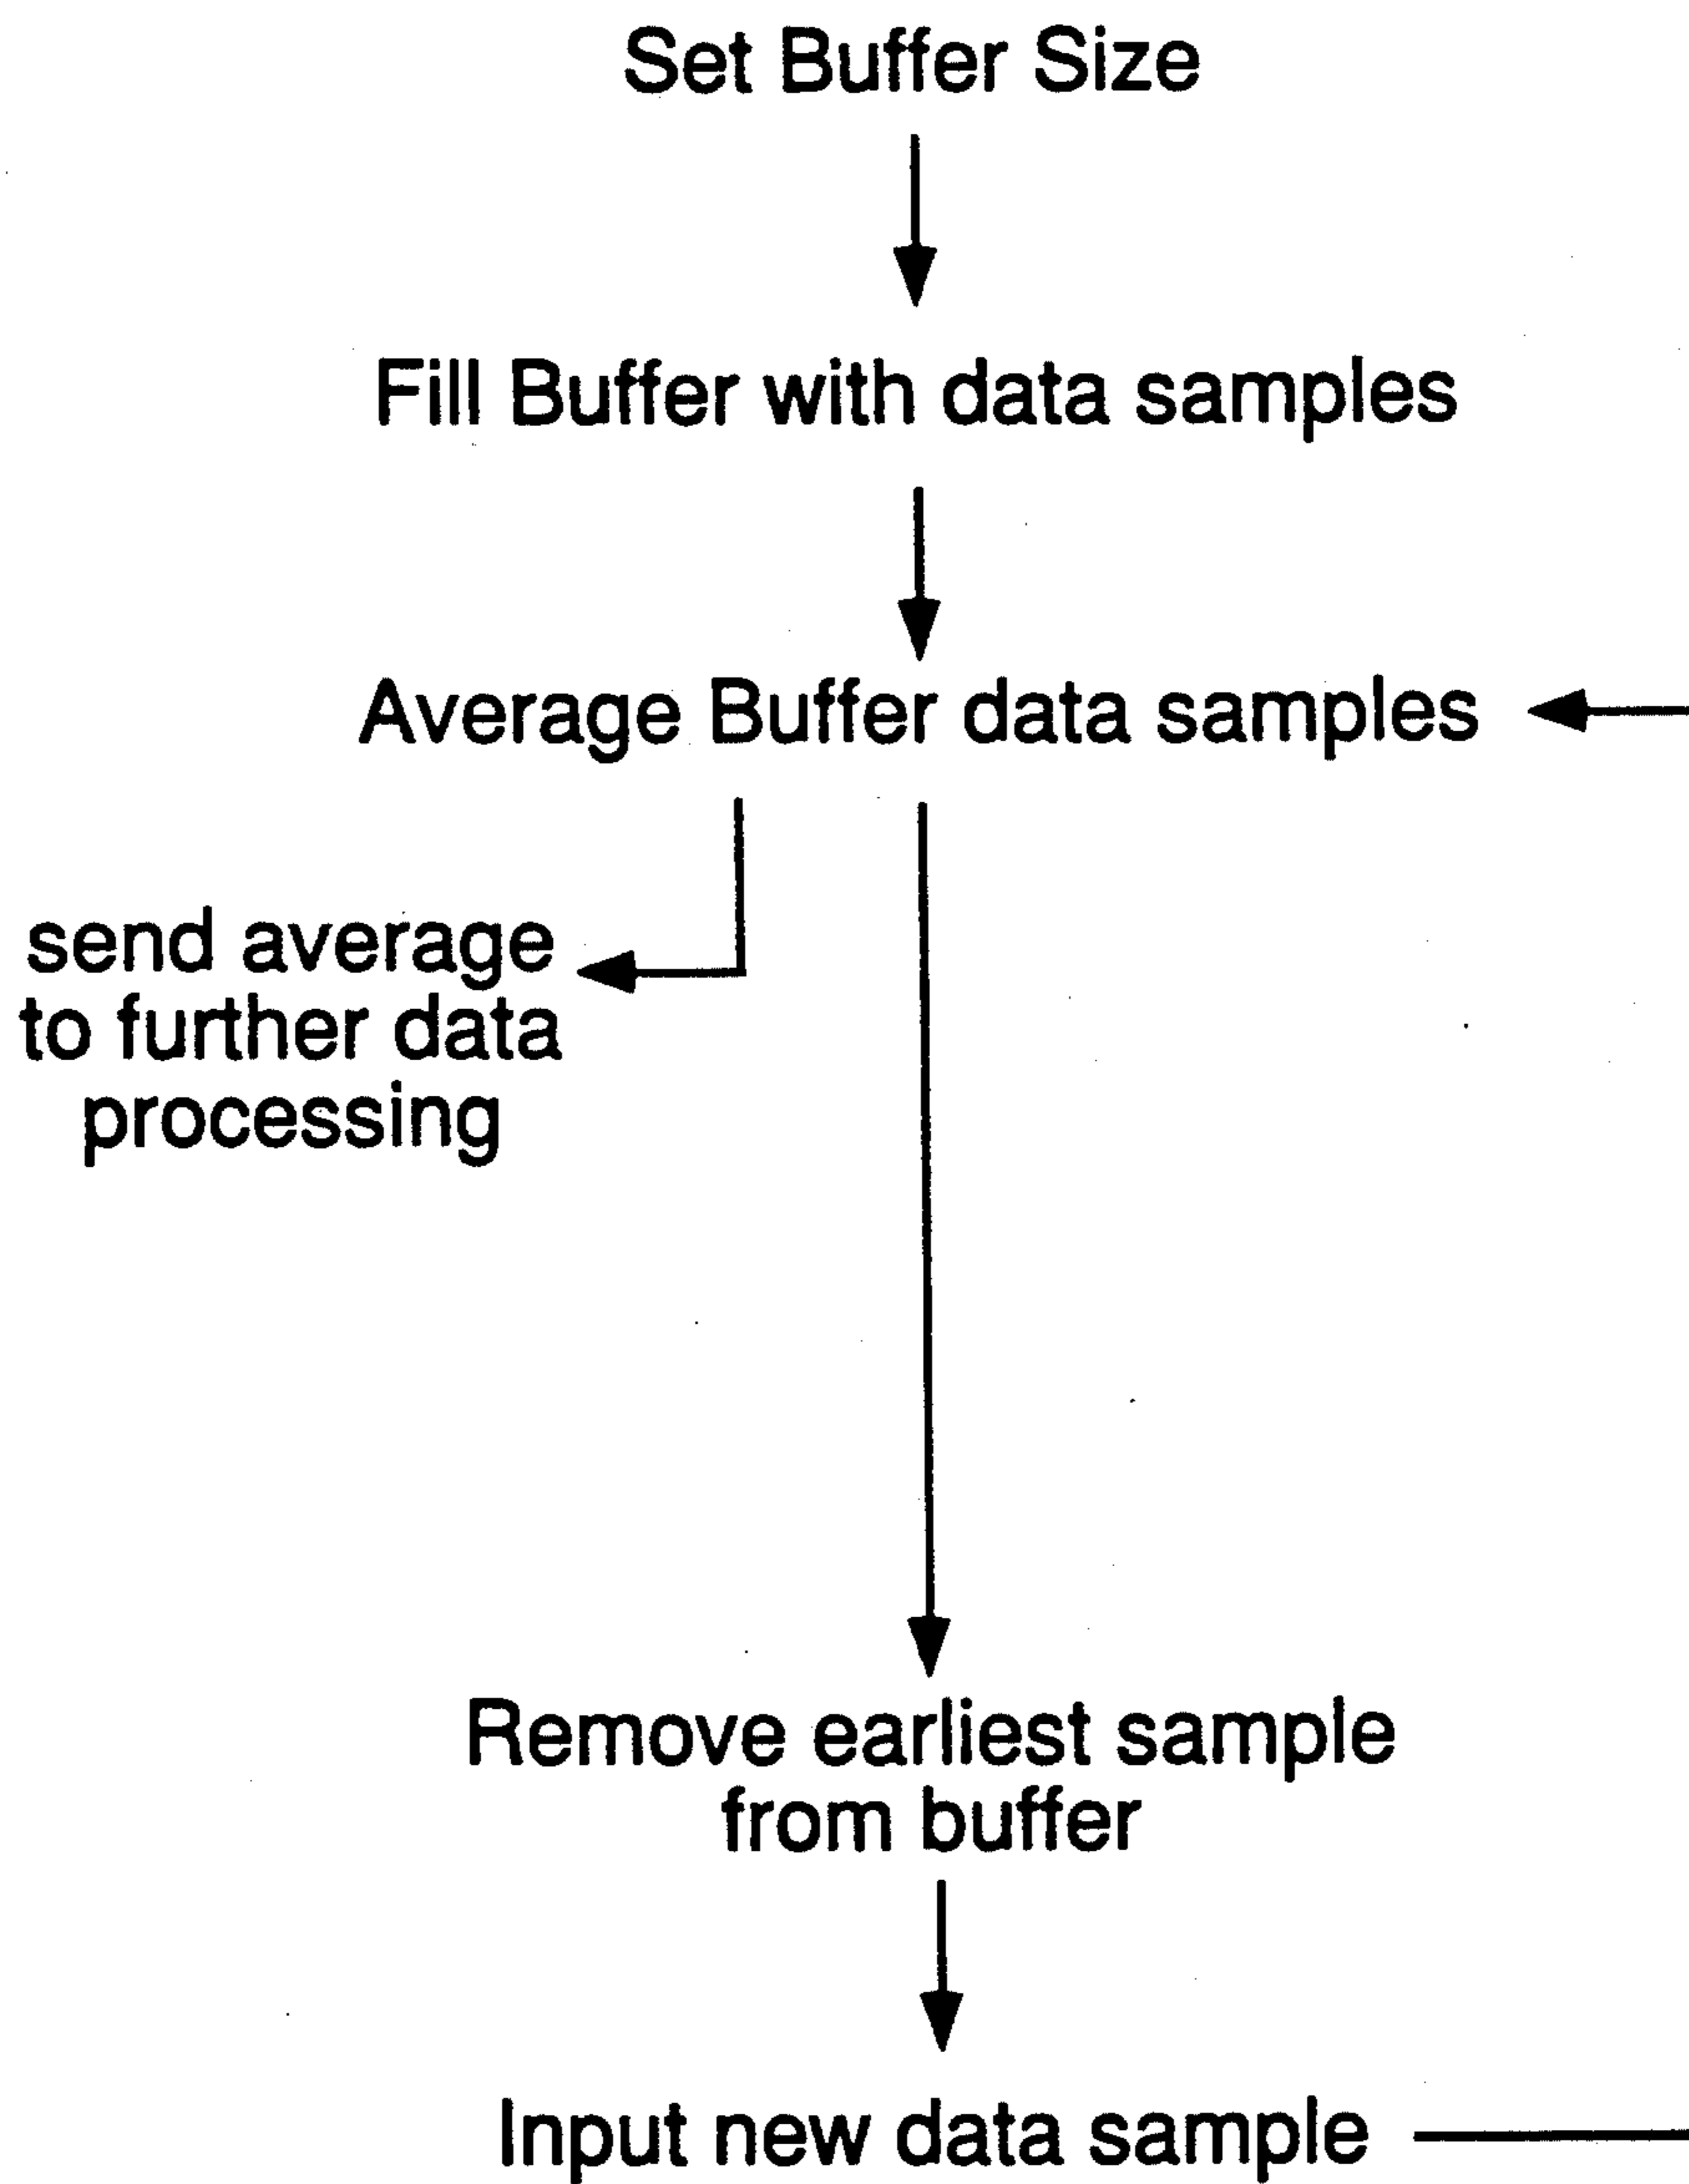 Set Buffer Size
Fill Buffer with data samples
Average Buffer data samples
send average
to further data
processing
Remove earliest sample
from buffer
Input new data sample